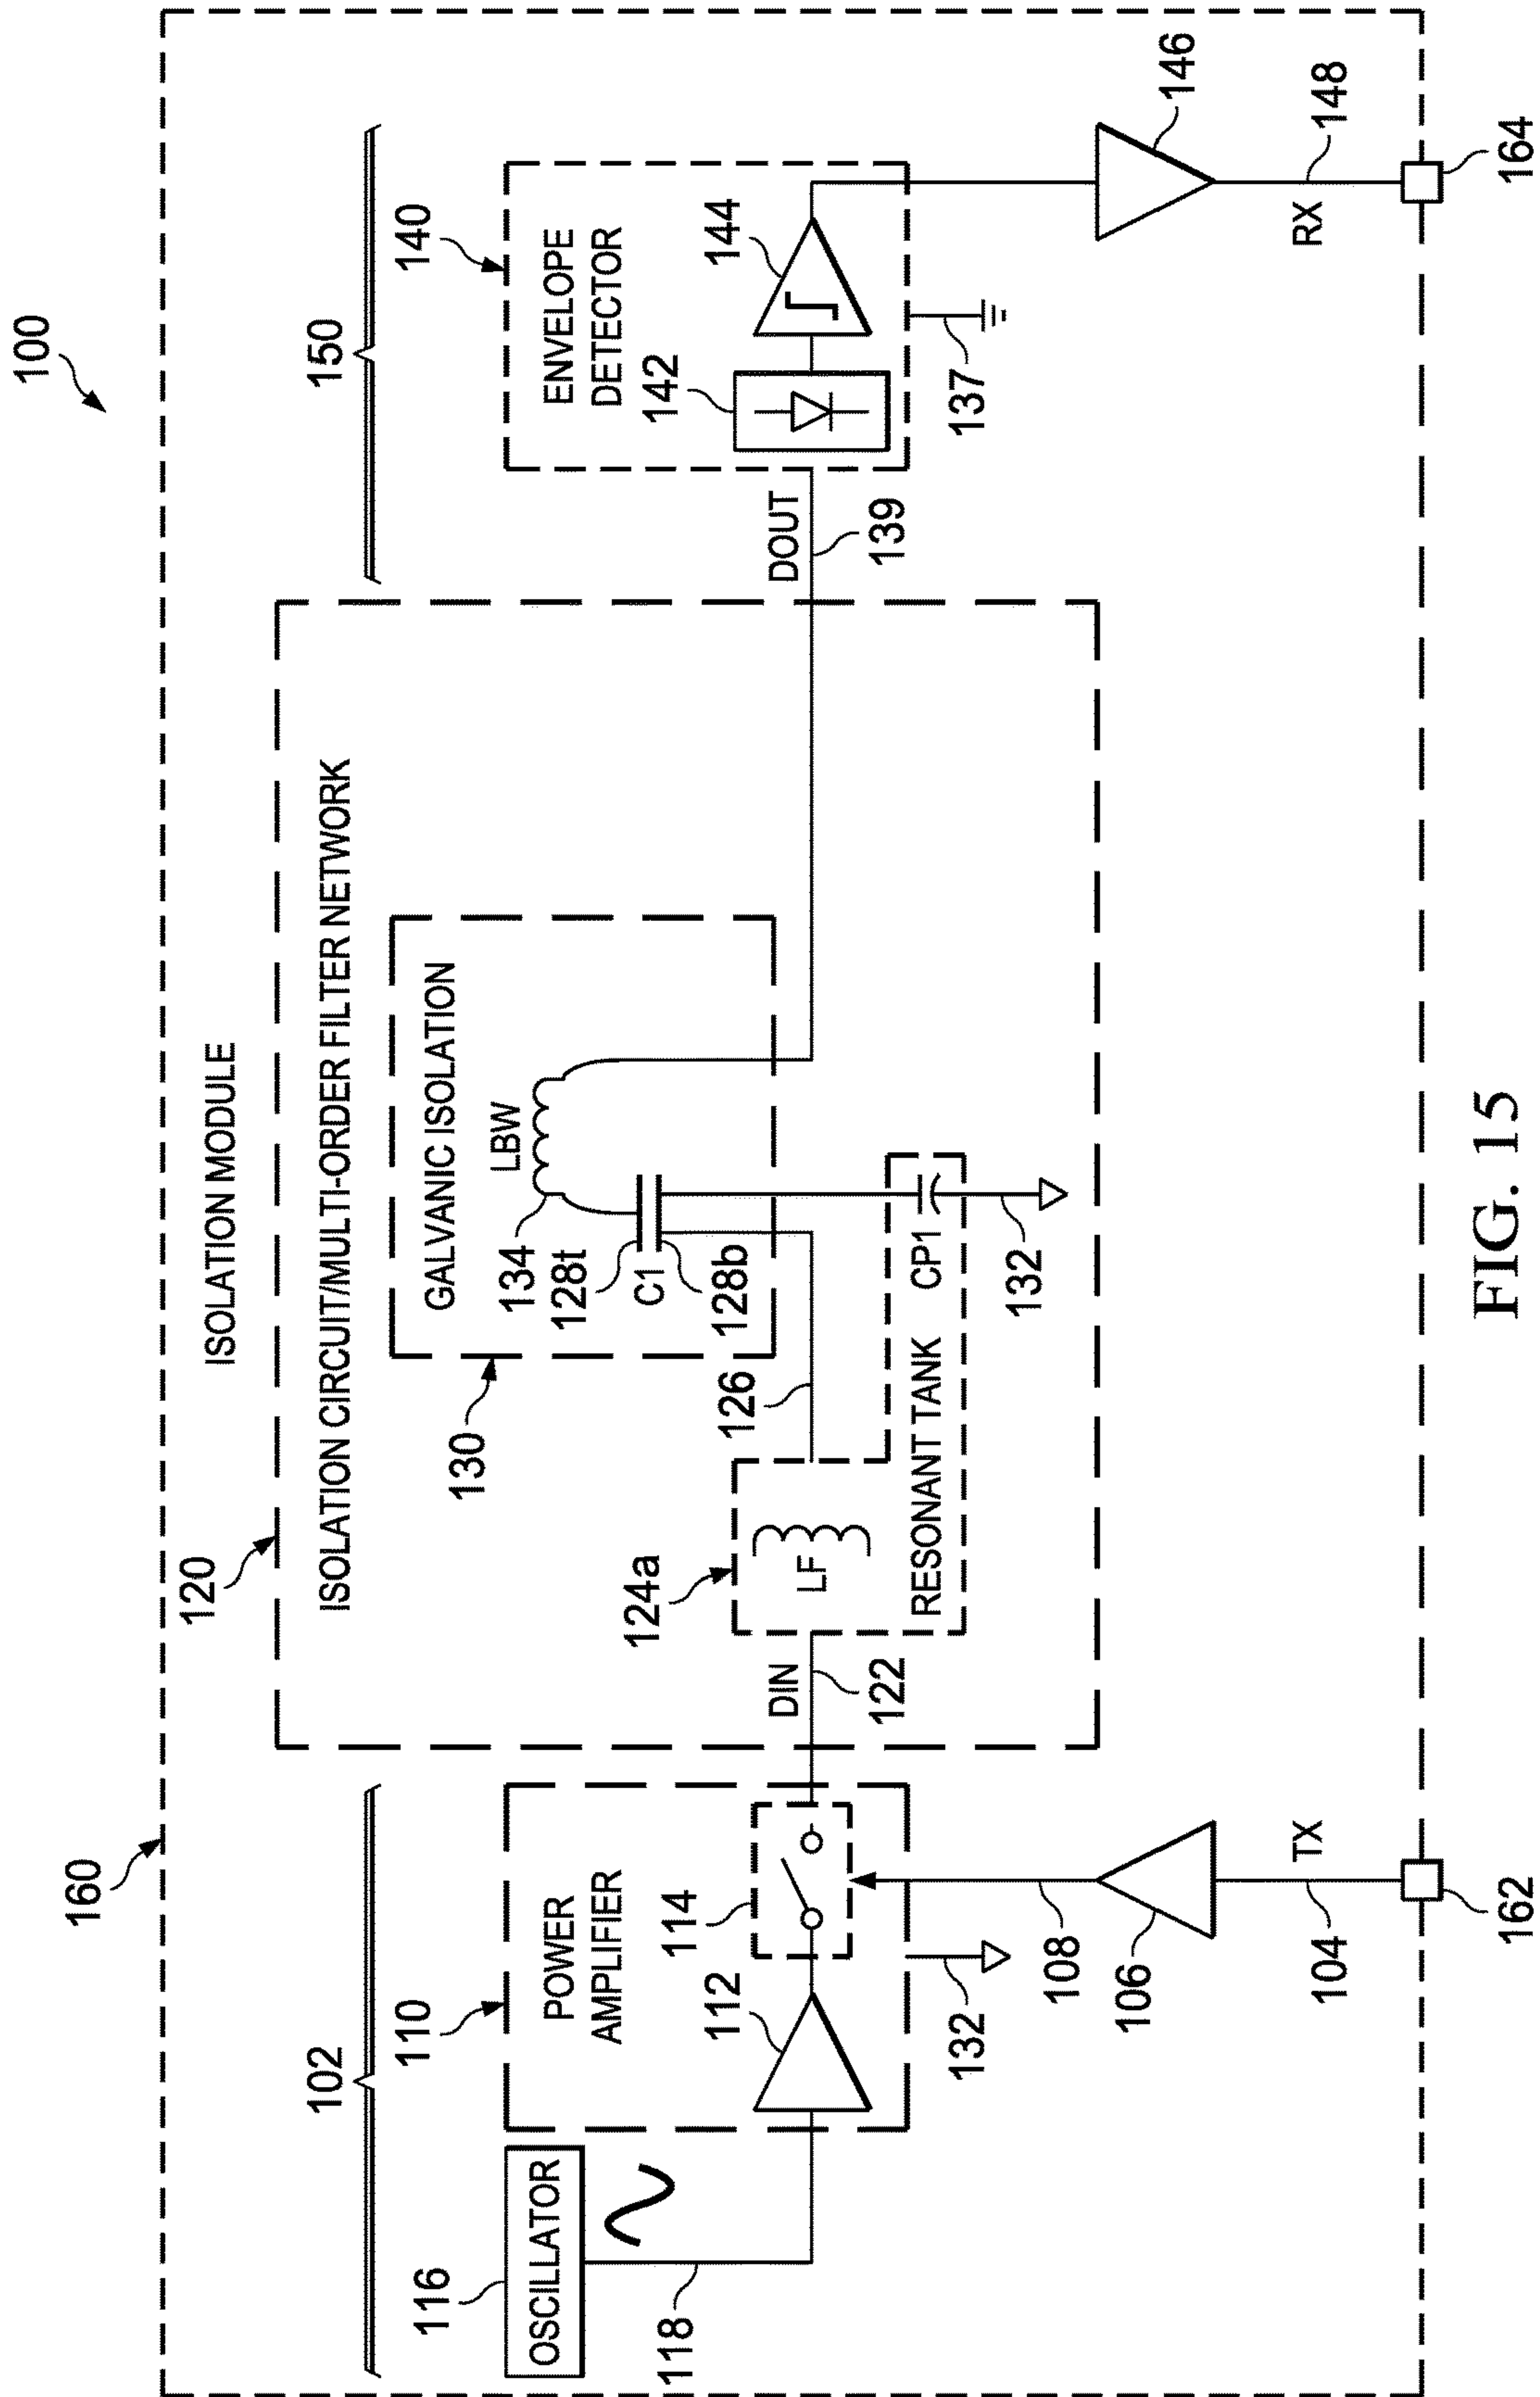 100
160
ISOLATION MODULE
102
150
120
ISOLATION CIRCUIT/MULTI-ORDER FILTER NETWORK
116
OSCILLATOR
118
110
POWER
AMPLIFIER
112
114
132
108
106
104
TX
162
DIN
122
124a
LF
RESONANT TANK
CP1
126
130
GALVANIC ISOLATION
LBW
134
128t
C1
128b
132
DOUT
139
140
ENVELOPE
DETECTOR
142
144
137
146
RX
148
164
FIG. 15